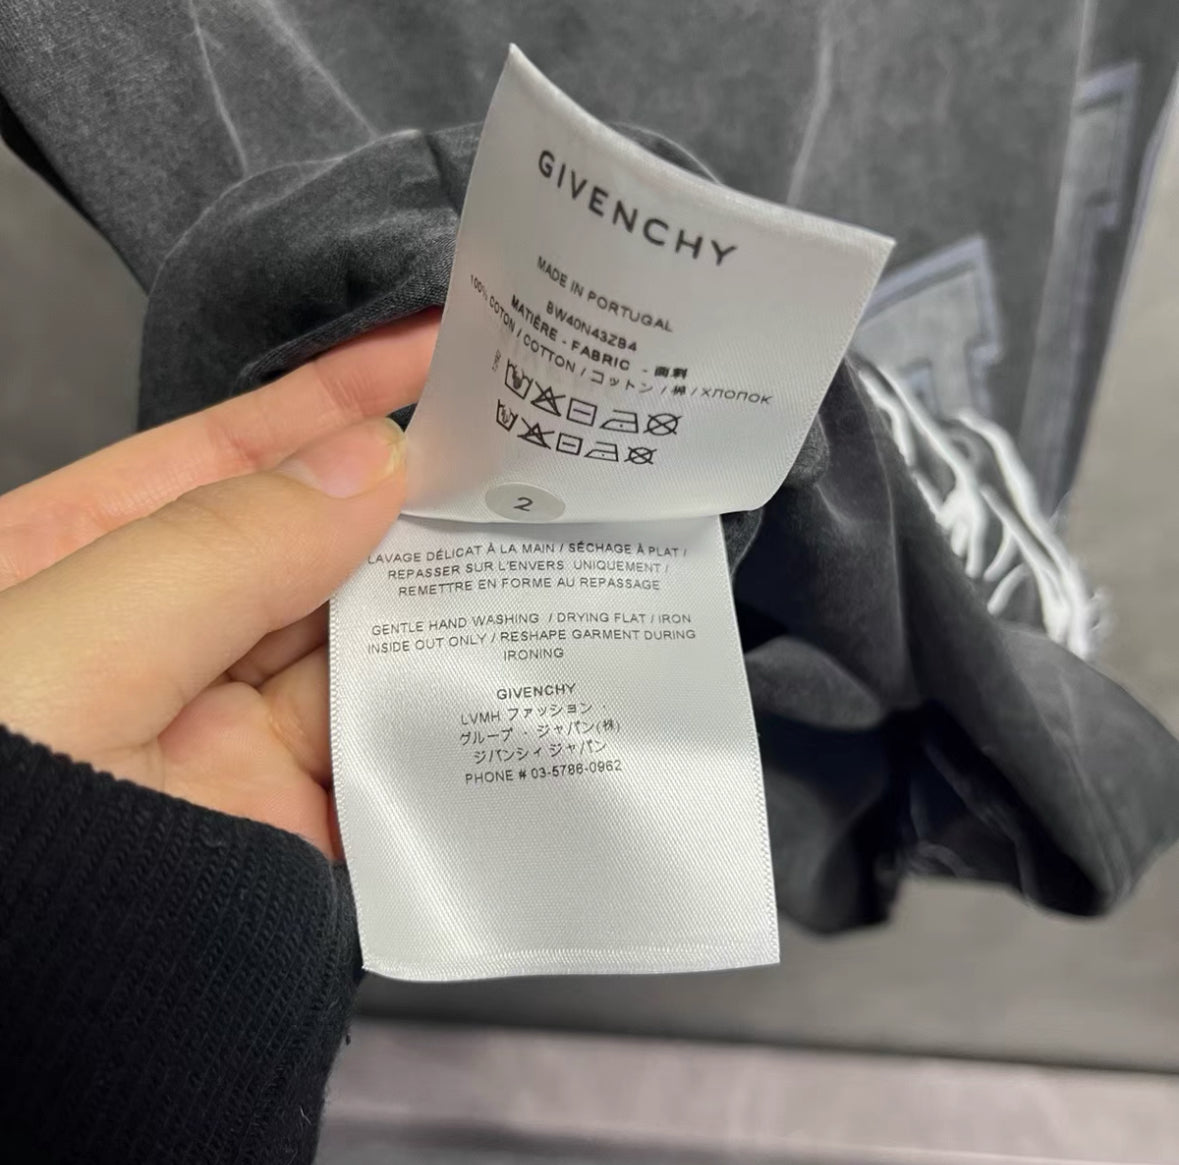 GIVENCHY
MADE IN PORTUGAL
BW40N43ZB4
MATIÈRE - FABRIC - 面料
100% COTON / COTTON / コットン / 棉 / ХЛОПОК
2
LAVAGE DÉLICAT À LA MAIN / SÉCHAGE À PLAT /
REPASSER SUR L'ENVERS UNIQUEMENT /
REMETTRE EN FORME AU REPASSAGE
GENTLE HAND WASHING / DRYING FLAT / IRON
INSIDE OUT ONLY / RESHAPE GARMENT DURING
IRONING
GIVENCHY
LVMH ファッション ·
グループ · ジャパン(株)
ジバンシィ ジャパン
PHONE # 03-5786-0962